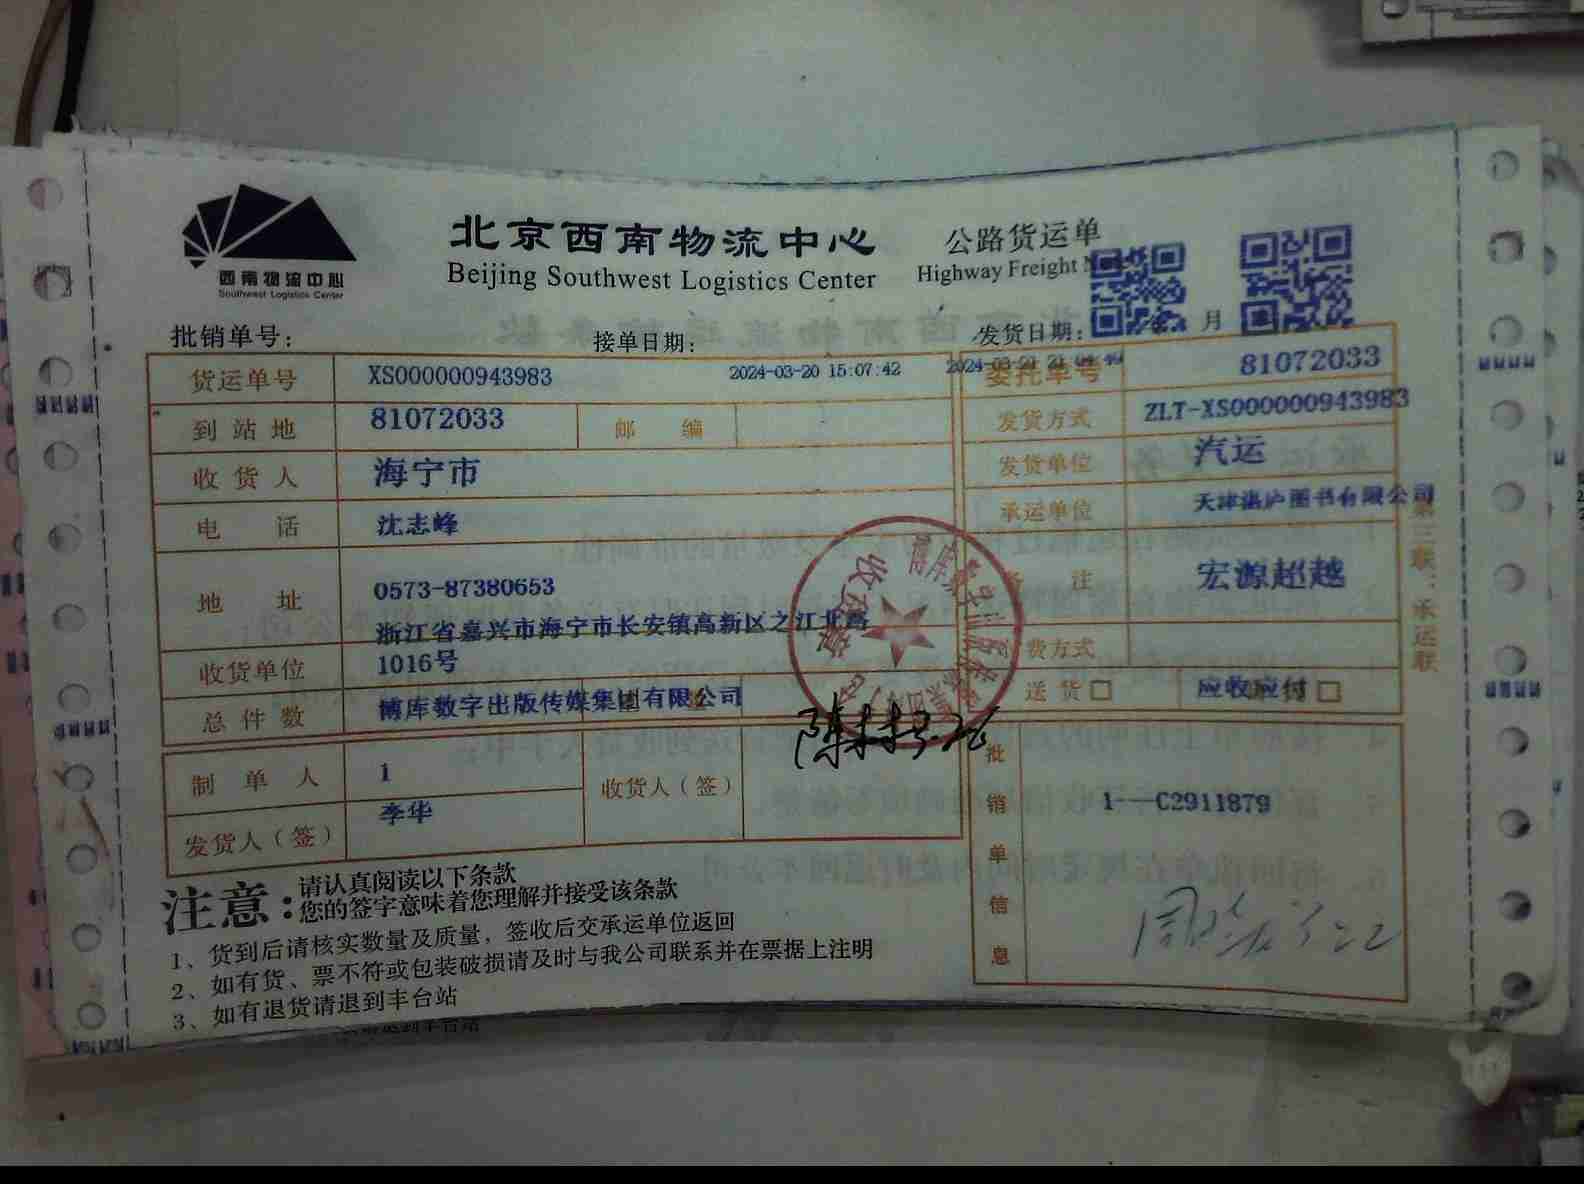 西南物流中心
Southwest Logistics Center
北京西南物流中心
Beijing Southwest Logistics Center
公路货运单
Highway Freight
批销单号：
接单日期：
发货日期： 月
货运单号 XS000000943983 2024-03-20 15:07:42
委托单号 81072033
到站地 81072033 邮编
发货方式 ZLT-XS000000943983
收货人 海宁市
发货单位 汽运
电话 沈志峰
承运单位 天津湛庐图书有限公司
地址 0573-87380653
浙江省嘉兴市海宁市长安镇高新区之江北路
注 宏源超越
收货单位 1016号
费方式
总件数 博库数字出版传媒集团有限公司
送货□ 应收应付□
制单人 1
收货人（签）
发货人（签） 李华
批销单信息
1--C2911879
第三联：承运联
收货章
注意：
请认真阅读以下条款
您的签字意味着您理解并接受该条款
1、货到后请核实数量及质量，签收后交承运单位返回
2、如有货、票不符或包装破损请及时与我公司联系并在票据上注明
3、如有退货请退到丰台站